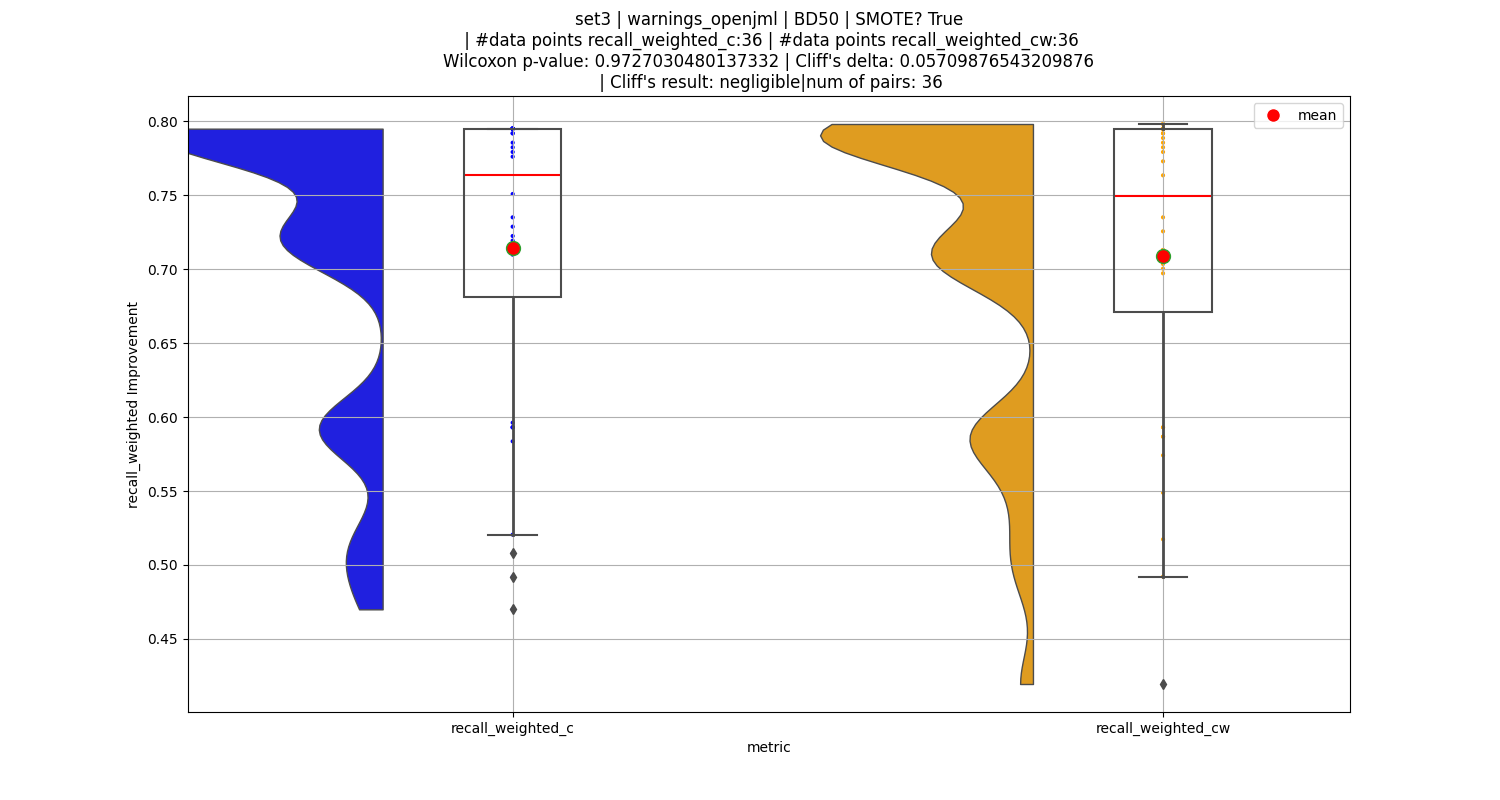 set3 | warnings_openjml | BD50 | SMOTE? True
| #data points recall_weighted_c:36 | #data points recall_weighted_cw:36
Wilcoxon p-value: 0.9727030480137332 | Cliff's delta: 0.05709876543209876
| Cliff's result: negligible|num of pairs: 36
mean
0.80
0.75
0.70
0.65
0.60
0.55
0.50
0.45
recall_weighted Improvement
recall_weighted_c
recall_weighted_cw
metric